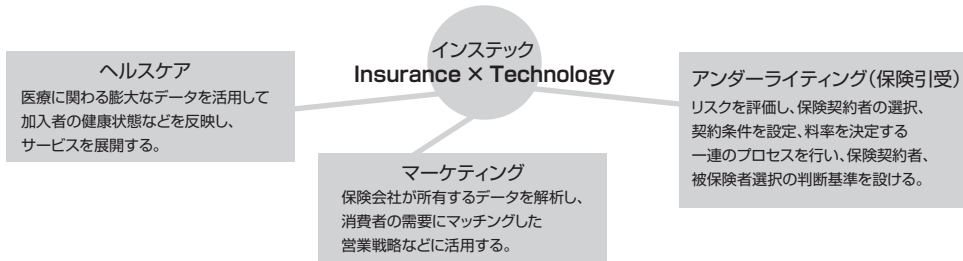 インステック
Insurance × Technology
ヘルスケア
医療に関わる膨大なデータを活用して
加入者の健康状態などを反映し、
サービスを展開する。
マーケティング
保険会社が所有するデータを解析し、
消費者の需要にマッチングした
営業戦略などに活用する。
アンダーライティング(保険引受)
リスクを評価し、保険契約者の選択、
契約条件を設定、料率を決定する
一連のプロセスを行い、保険契約者、
被保険者選択の判断基準を設ける。